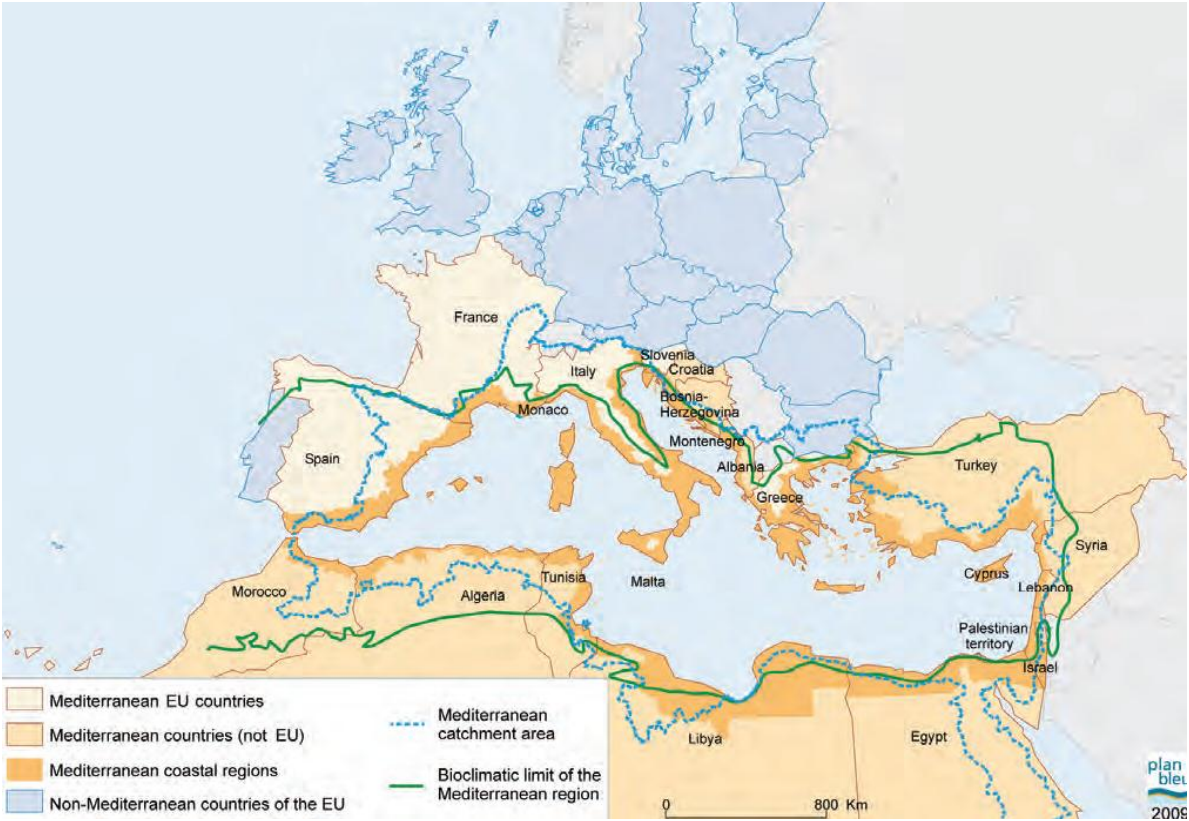 France
Slovenia
Croatia
Italy
Bosnia-
Herzegovina
Monaco
Montenegro
Spain
Albania
Turkey
Greece
Syria
Tunisia
Malta
Cyprus
Lebanon
Morocco
Algeria
Palestinian
territory
Israel
Libya
Egypt
Mediterranean EU countries
Mediterranean countries (not EU)
Mediterranean coastal regions
Non-Mediterranean countries of the EU
Mediterranean
catchment area
Bioclimatic limit of the
Mediterranean region
0 800 Km
plan
bleu
2009